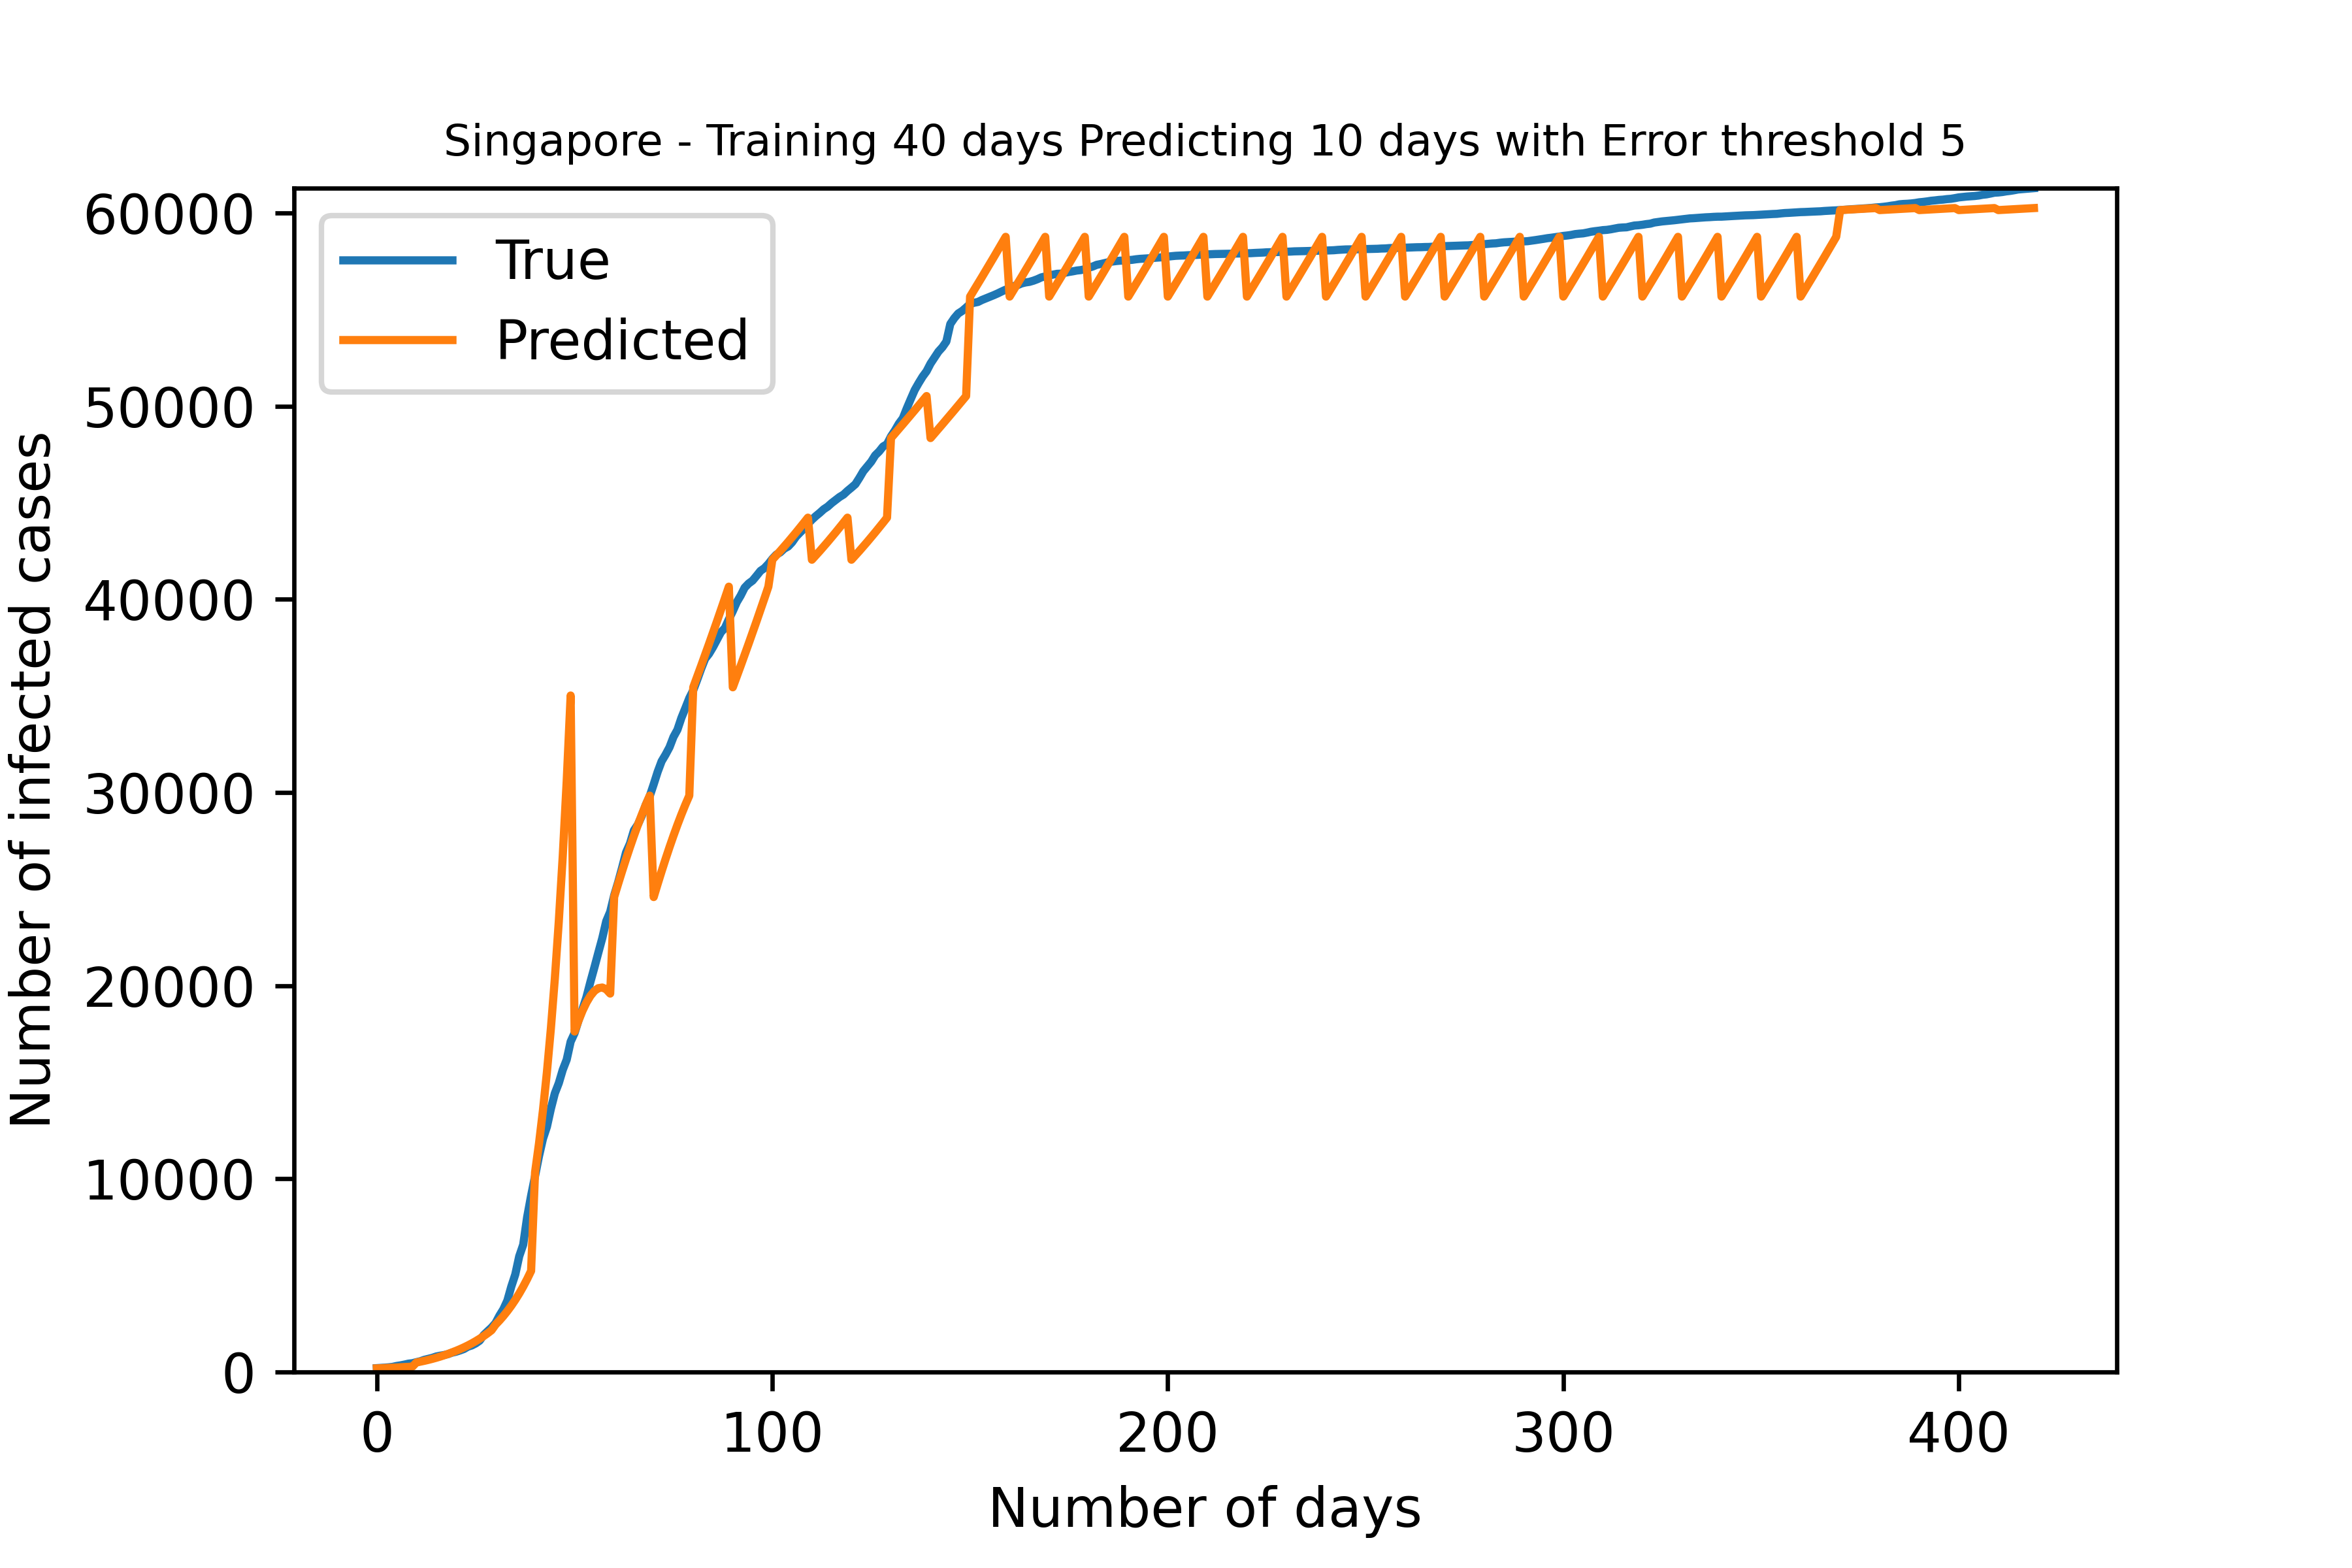 Singapore - Training 40 days Predicting 10 days with Error threshold 5
True
Predicted
Number of infected cases
60000
50000
40000
30000
20000
10000
0
0 100 200 300 400
Number of days